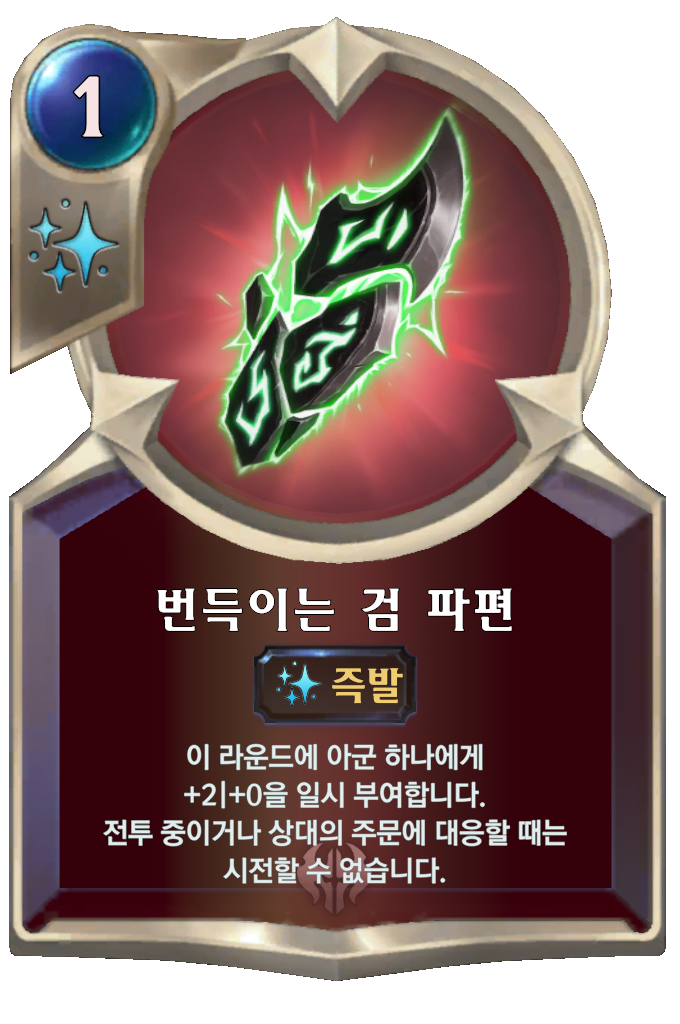 1
번득이는 검 파편
즉발
이 라운드에 아군 하나에게
+2|+0을 일시 부여합니다.
전투 중이거나 상대의 주문에 대응할 때는
시전할 수 없습니다.